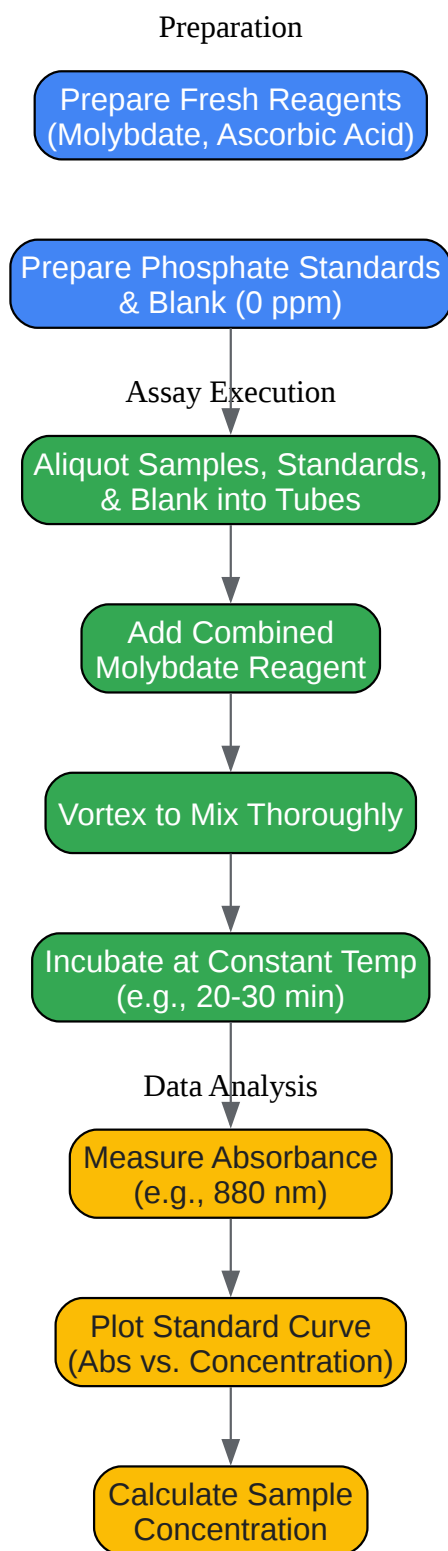 Preparation
Prepare Fresh Reagents
(Molybdate, Ascorbic Acid)
Prepare Phosphate Standards
& Blank (0 ppm)
Assay Execution
Aliquot Samples, Standards,
& Blank into Tubes
Add Combined
Molybdate Reagent
Vortex to Mix Thoroughly
Incubate at Constant Temp
(e.g., 20-30 min)
Data Analysis
Measure Absorbance
(e.g., 880 nm)
Plot Standard Curve
(Abs vs. Concentration)
Calculate Sample
Concentration